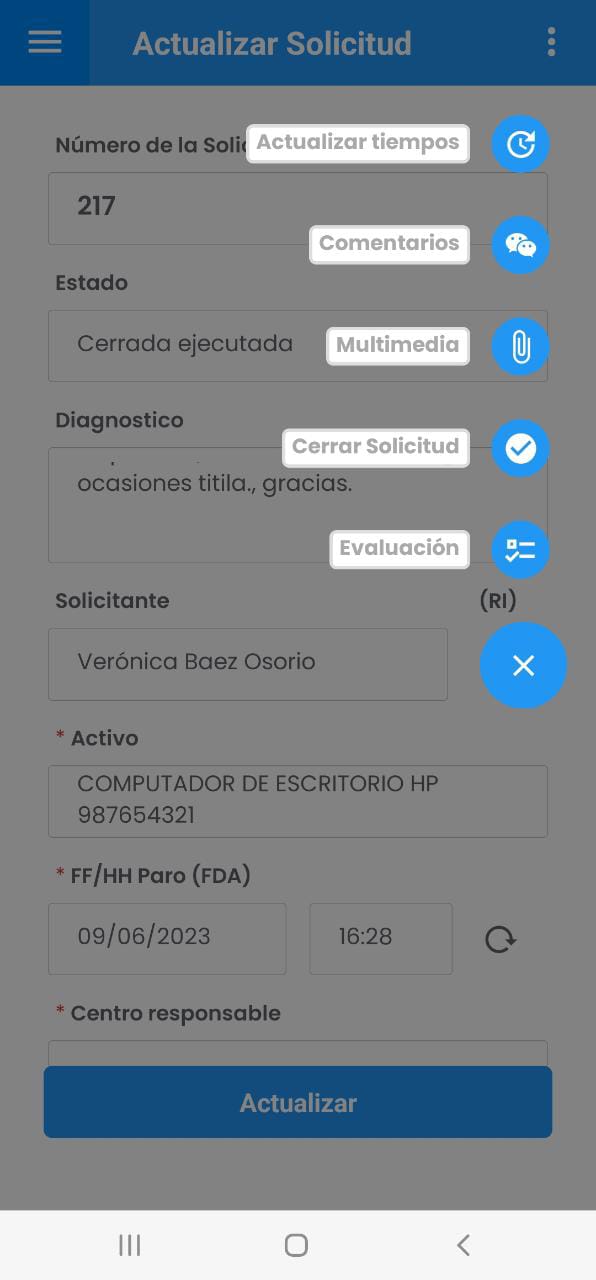 Actualizar Solicitud
Número de la Solic
Actualizar tiempos
217
Comentarios
Estado
Cerrada ejecutada
Multimedia
Diagnostico
Cerrar Solicitud
ocasiones titila., gracias.
Evaluación
Solicitante
(RI)
Verónica Baez Osorio
* Activo
COMPUTADOR DE ESCRITORIO HP
987654321
* FF/HH Paro (FDA)
09/06/2023
16:28
* Centro responsable
Actualizar